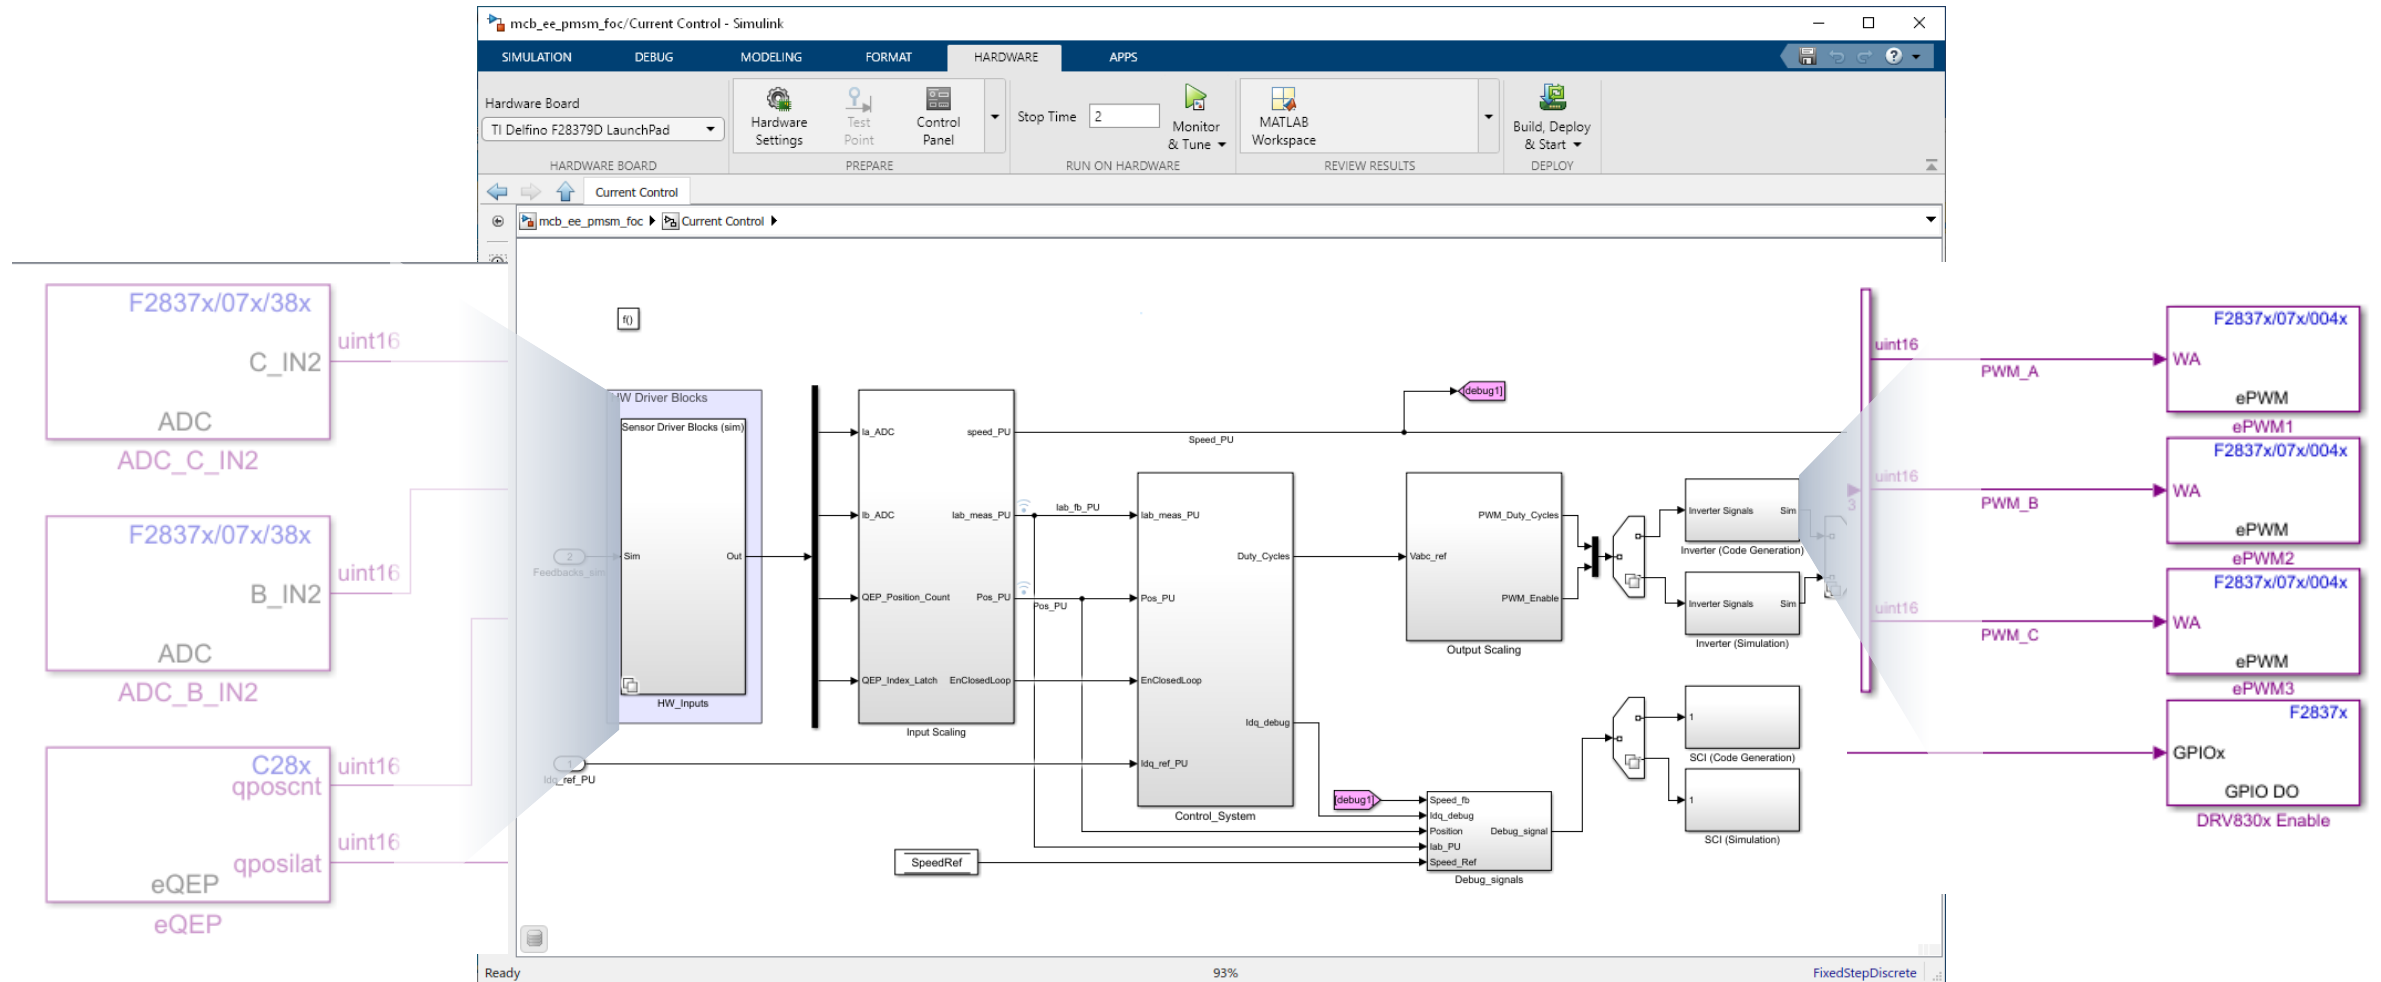 mcb_ee_pmsm_foc/Current Control - Simulink
SIMULATION DEBUG MODELING FORMAT HARDWARE APPS
Hardware Board
TI Delfino F28379D LaunchPad
HARDWARE BOARD
Hardware
Settings
Test
Point
Control
Panel
PREPARE
Stop Time 2
Monitor
& Tune
RUN ON HARDWARE
MATLAB
Workspace
REVIEW RESULTS
Build, Deploy
& Start
DEPLOY
Current Control
mcb_ee_pmsm_foc Current Control
F2837x/07x/38x
C_IN2
uint16
ADC
ADC_C_IN2
F2837x/07x/38x
B_IN2
uint16
ADC
ADC_B_IN2
C28x
qposcnt
uint16
qposilat
uint16
eQEP
eQEP
f()
HW Driver Blocks
Sensor Driver Blocks (sim)
2
Feedbacks_sim
Sim
Out
HW_Inputs
1
Idq_ref_PU
Ia_ADC
Ib_ADC
QEP_Position_Count
QEP_Index_Latch
speed_PU
Iab_meas_PU
Pos_PU
EnClosedLoop
Input Scaling
Speed_PU
[debug1]
Iab_fb_PU
Pos_PU
Iab_meas_PU
Pos_PU
EnClosedLoop
Idq_ref_PU
Duty_Cycles
Idq_debug
Control_System
Vabc_ref
PWM_Duty_Cycles
PWM_Enable
Output Scaling
Inverter Signals Sim
Inverter (Code Generation)
Inverter Signals Sim
Inverter (Simulation)
1
SCI (Code Generation)
1
SCI (Simulation)
[debug1]
SpeedRef
Speed_fb
Idq_debug
Position
Iab_PU
Speed_Ref
Debug_signal
Debug_signals
3
uint16
PWM_A
F2837x/07x/004x
WA
ePWM
ePWM1
uint16
PWM_B
F2837x/07x/004x
WA
ePWM
ePWM2
uint16
PWM_C
F2837x/07x/004x
WA
ePWM
ePWM3
F2837x
GPIOx
GPIO DO
DRV830x Enable
Ready 93% FixedStepDiscrete